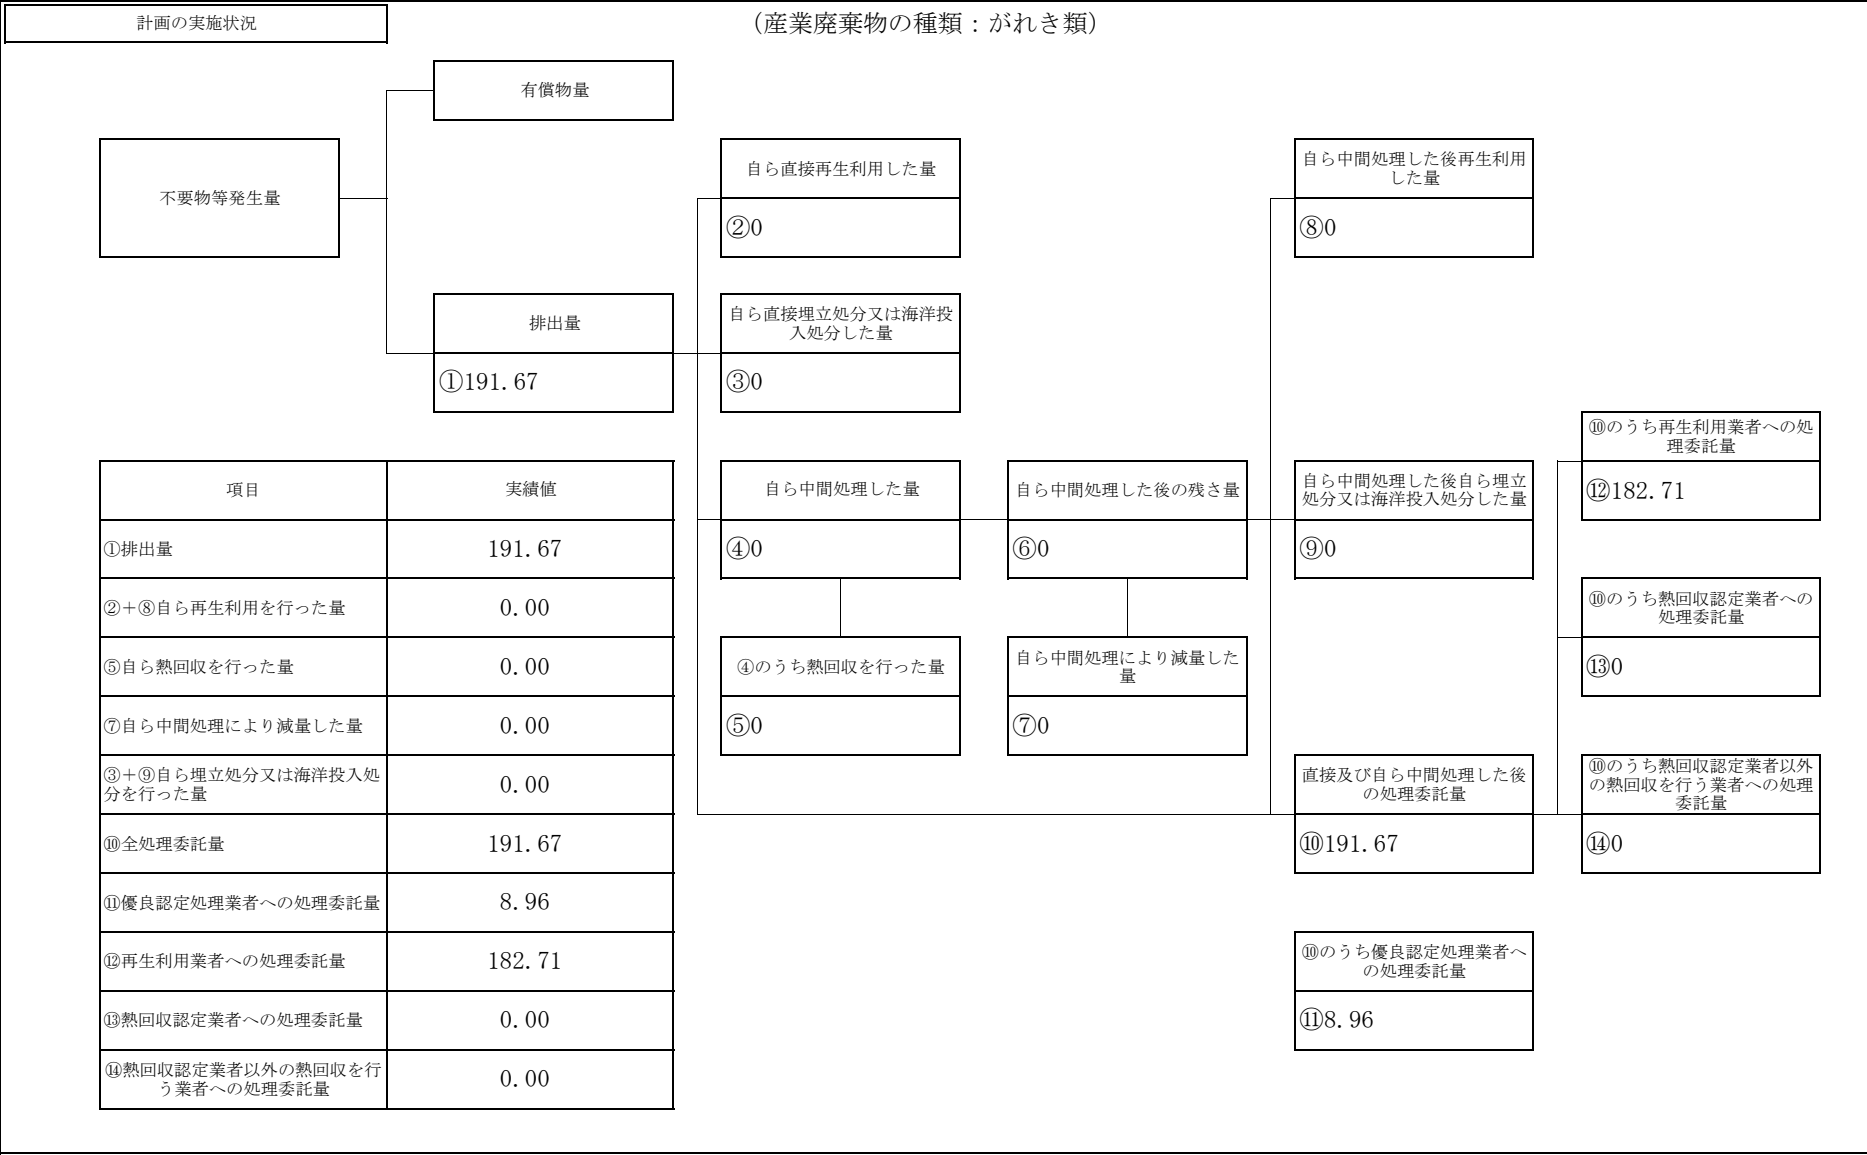 計画の実施状況
（産業廃棄物の種類：がれき類）
有償物量
不要物等発生量
自ら直接再生利用した量
②0
自ら中間処理した後再生利用
した量
⑧0
排出量
①191.67
自ら直接埋立処分又は海洋投
入処分した量
③0
⑩のうち再生利用業者への処
理委託量
⑫182.71
自ら中間処理した量
④0
自ら中間処理した後の残さ量
⑥0
自ら中間処理した後自ら埋立
処分又は海洋投入処分した量
⑨0
⑩のうち熱回収認定業者への
処理委託量
⑬0
④のうち熱回収を行った量
⑤0
自ら中間処理により減量した
量
⑦0
直接及び自ら中間処理した後
の処理委託量
⑩191.67
⑩のうち熱回収認定業者以外
の熱回収を行う業者への処理
委託量
⑭0
⑩のうち優良認定処理業者へ
の処理委託量
⑪8.96
項目 実績値
①排出量 191.67
②＋⑧自ら再生利用を行った量 0.00
⑤自ら熱回収を行った量 0.00
⑦自ら中間処理により減量した量 0.00
③＋⑨自ら埋立処分又は海洋投入処
分を行った量 0.00
⑩全処理委託量 191.67
⑪優良認定処理業者への処理委託量 8.96
⑫再生利用業者への処理委託量 182.71
⑬熱回収認定業者への処理委託量 0.00
⑭熱回収認定業者以外の熱回収を行
う業者への処理委託量 0.00